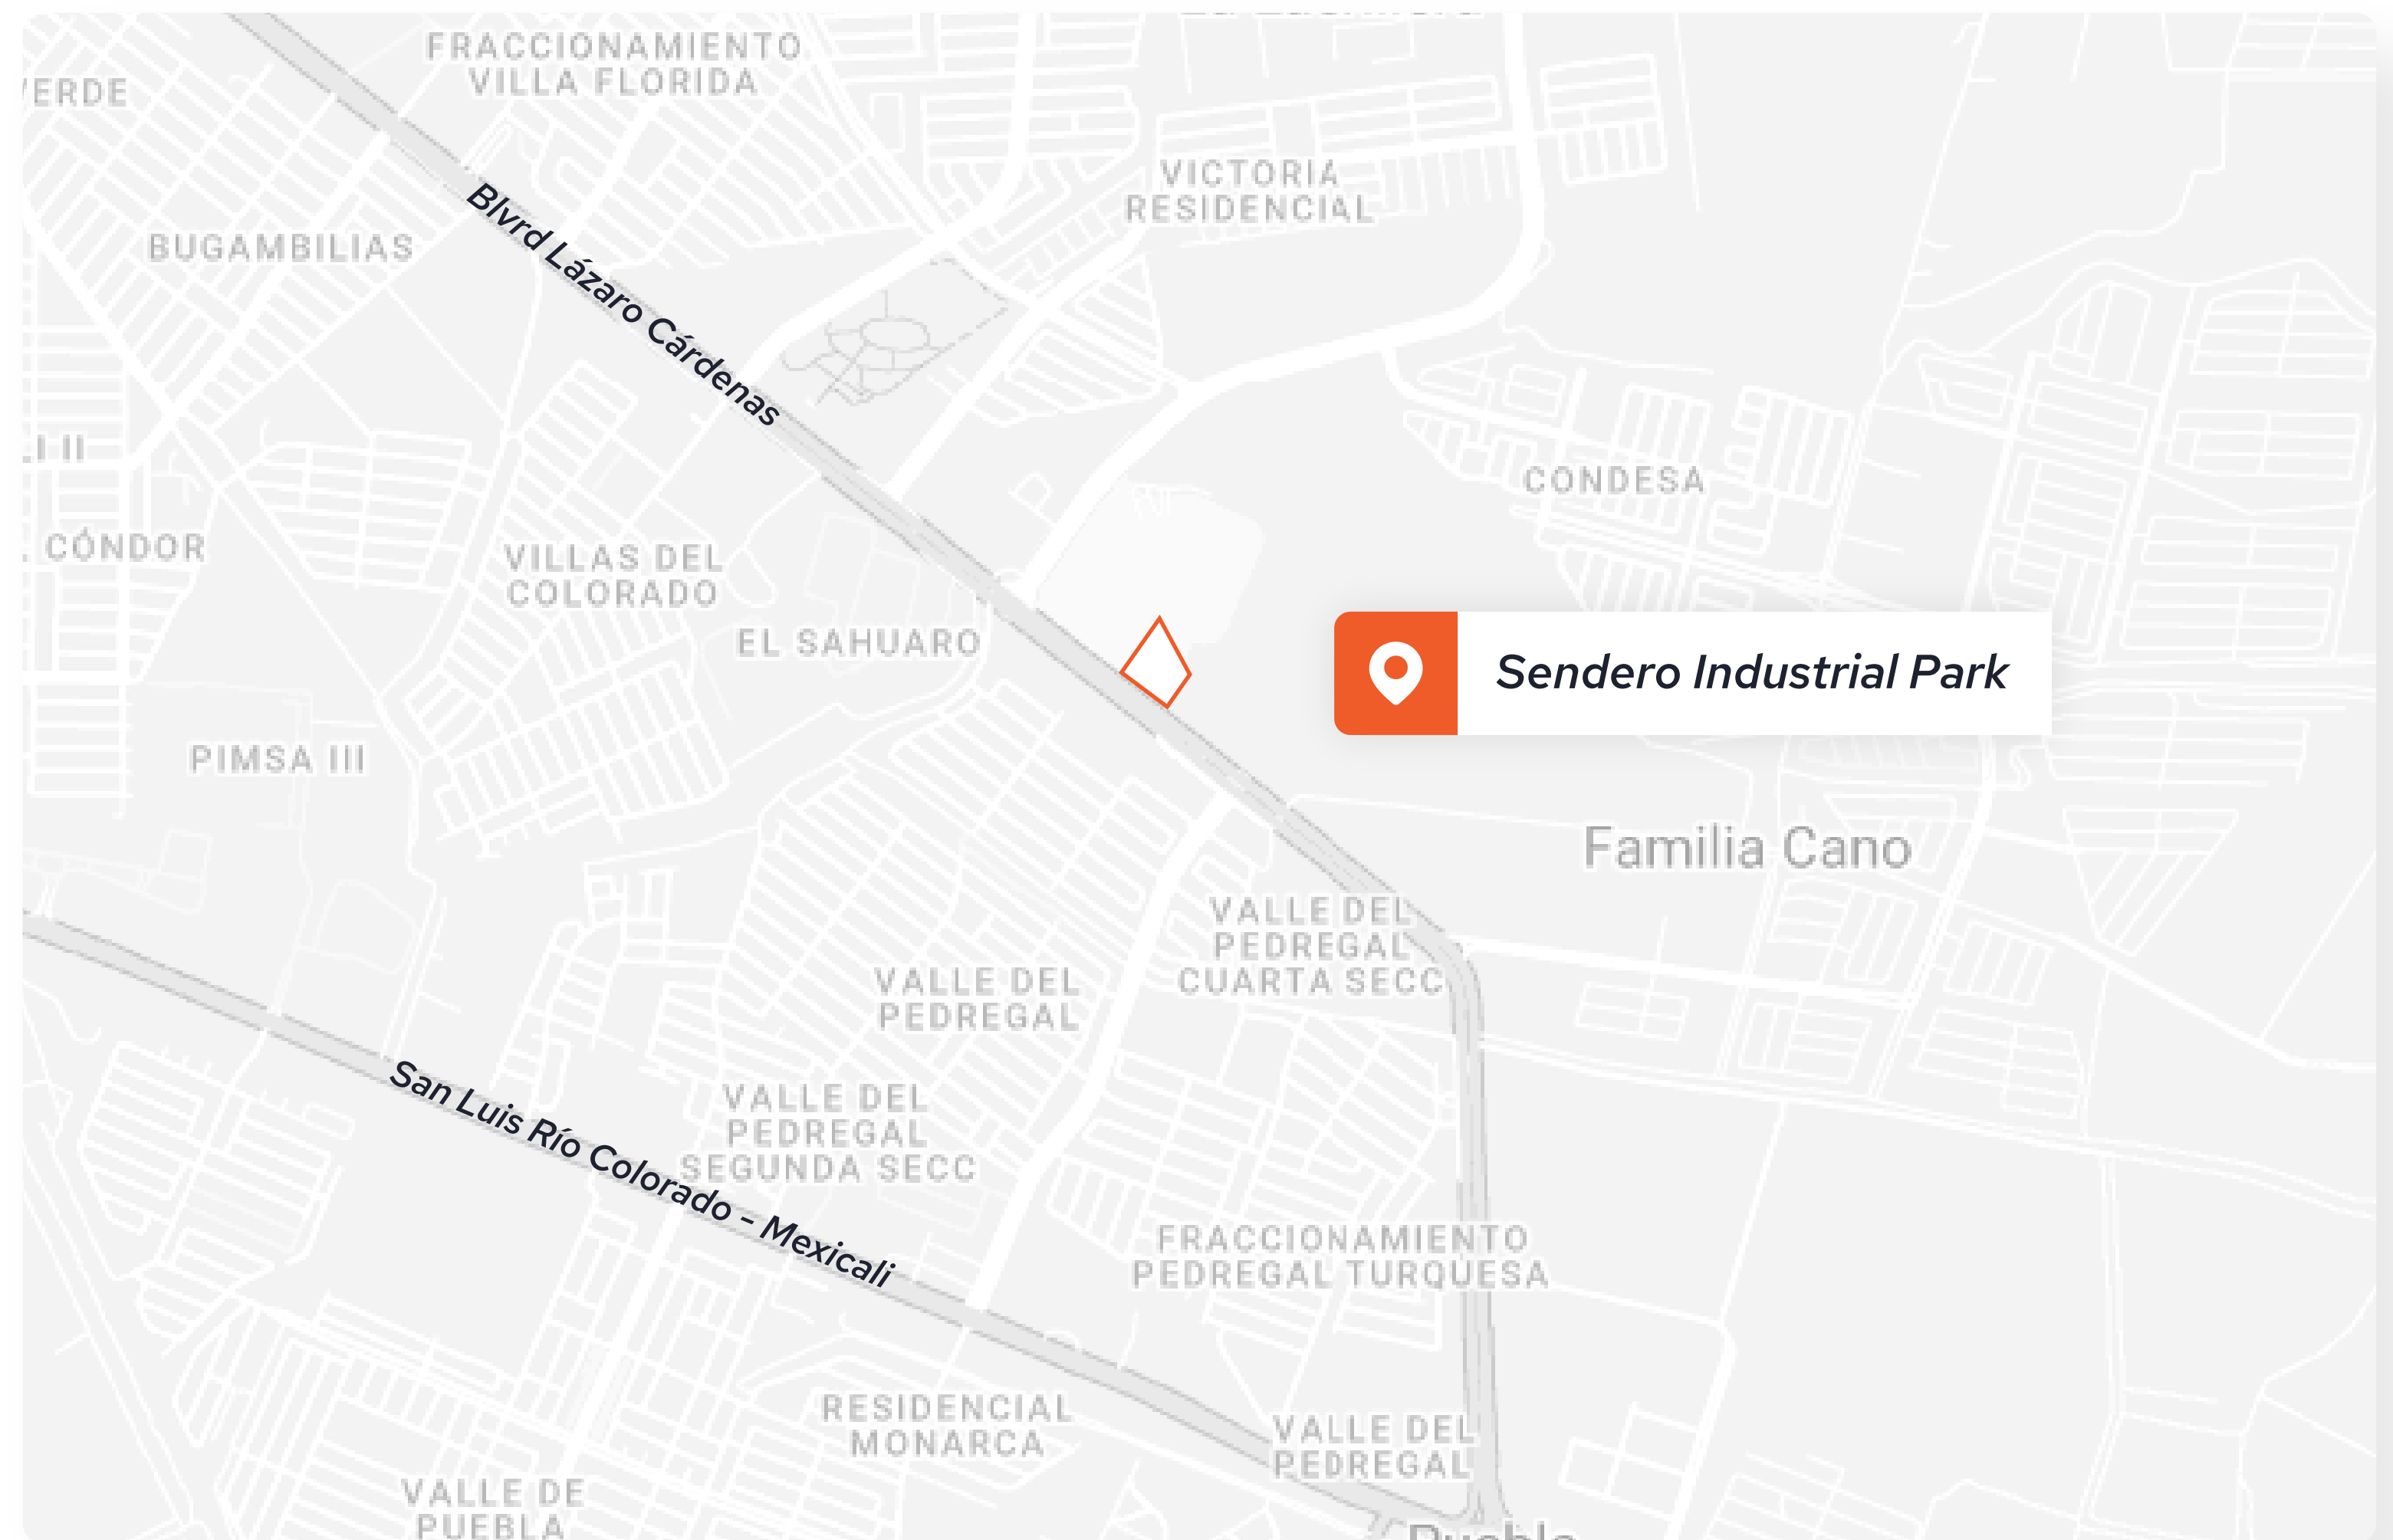 FRACCIONAMIENTO
VILLA FLORIDA
VICTORIA
RESIDENCIAL
BUGAMBILIAS
Blvrd Lázaro Cárdenas
II
CÓNDOR
CONDESA
VILLAS DEL
COLORADO
EL SAHUARO
Sendero Industrial Park
PIMSA III
Familia Cano
VALLE DEL
PEDREGAL
CUARTA SECC
VALLE DEL
PEDREGAL
San Luis Río Colorado - Mexicali
VALLE DEL
PEDREGAL
SEGUNDA SECC
FRACCIONAMIENTO
PEDREGAL TURQUESA
RESIDENCIAL
MONARCA
VALLE DEL
PEDREGAL
VALLE DE
PUEBLA